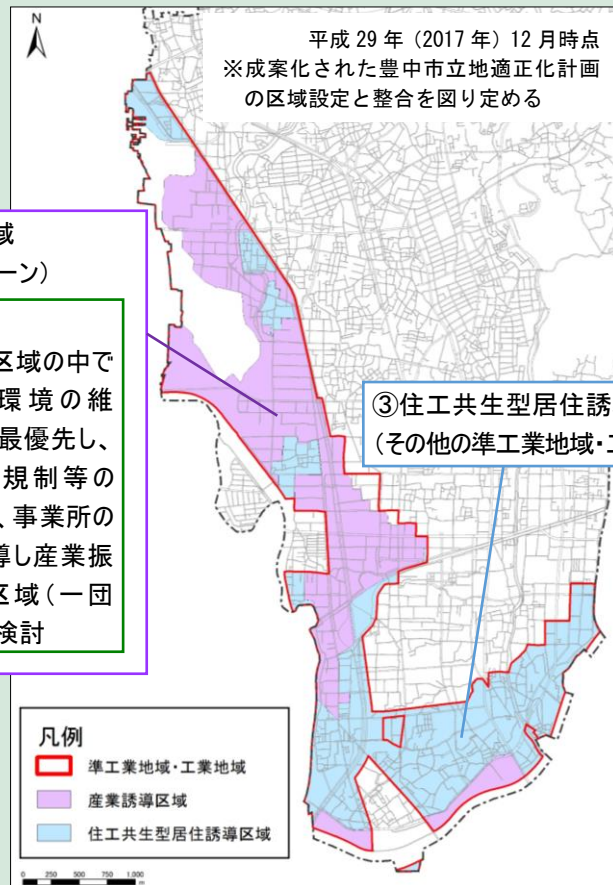 N
平成 29 年（2017 年）12 月時点
※成案化された豊中市立地適正化計画
の区域設定と整合を図り定める
域
ーン）
区域の中で
環境の維
最優先し、
規制等の
、事業所の
導し産業振
区域（一団
検討
③住工共生型居住誘
（その他の準工業地域・工
凡例
準工業地域・工業地域
産業誘導区域
住工共生型居住誘導区域
0 250 500 750 1,000